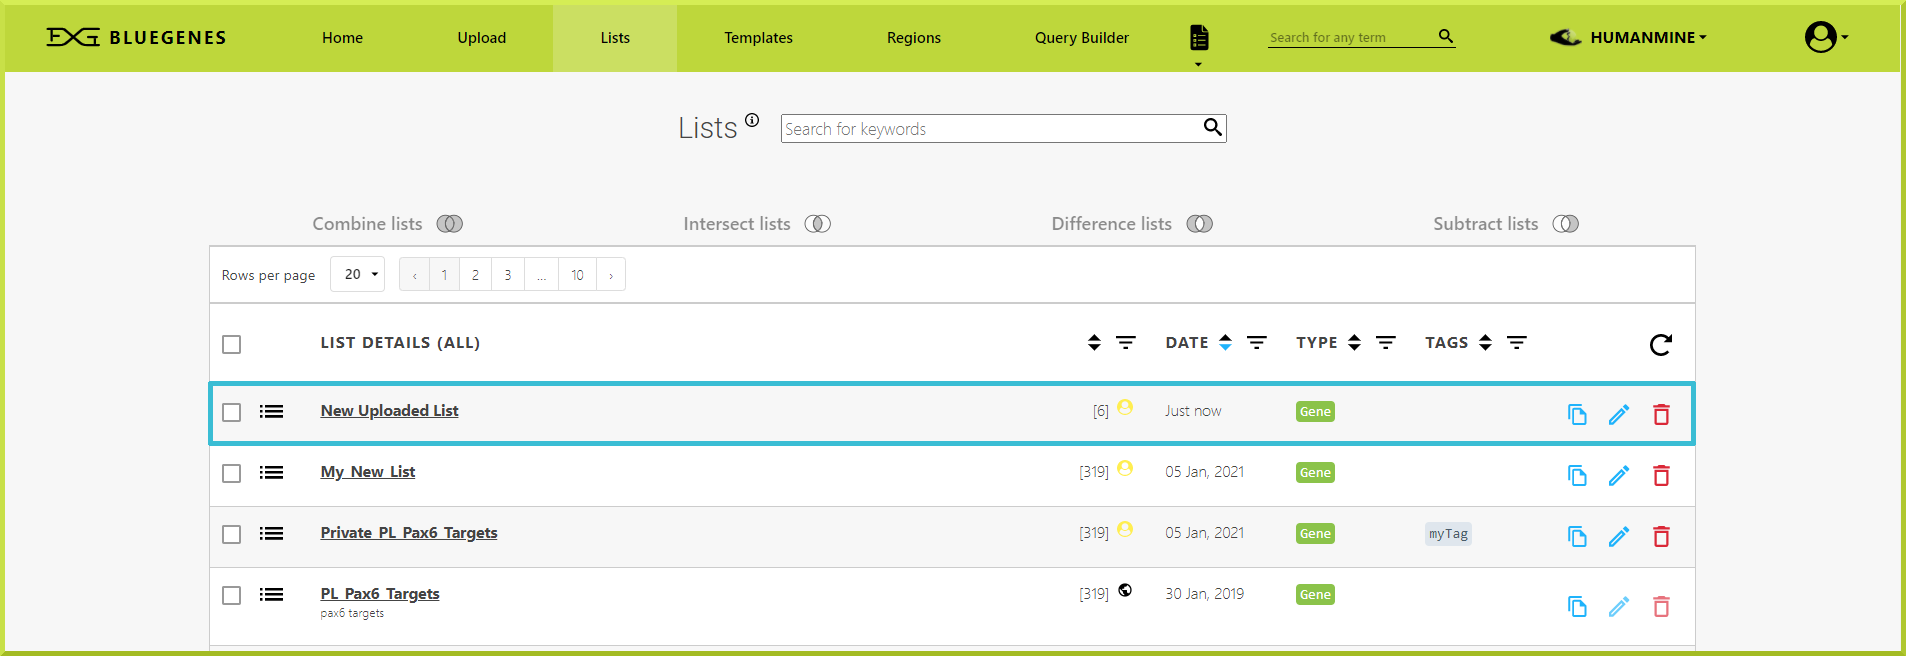 BLUEGENES Home Upload Lists Templates Regions Query Builder Search for any term HUMANMINE
Lists Search for keywords
Combine lists Intersect lists Difference lists Subtract lists
Rows per page 20 ‹ 1 2 3 ... 10 ›
LIST DETAILS (ALL) DATE TYPE TAGS
New Uploaded List [6] Just now Gene
My_New_List [319] 05 Jan, 2021 Gene
Private_PL_Pax6_Targets [319] 05 Jan, 2021 Gene myTag
PL_Pax6_Targets [319] 30 Jan, 2019 Gene
pax6 targets